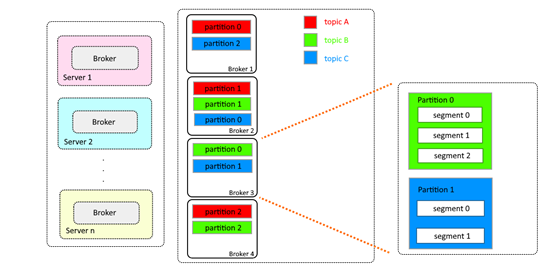 Broker
Server 1
Broker
Server 2
Broker
Server n
partition 0
partition 2
Broker 1
partition 1
partition 1
partition 0
Broker 2
partition 0
partition 1
Broker 3
partition 2
partition 2
Broker 4
topic A
topic B
topic C
Partition 0
segment 0
segment 1
segment 2
Partition 1
segment 0
segment 1